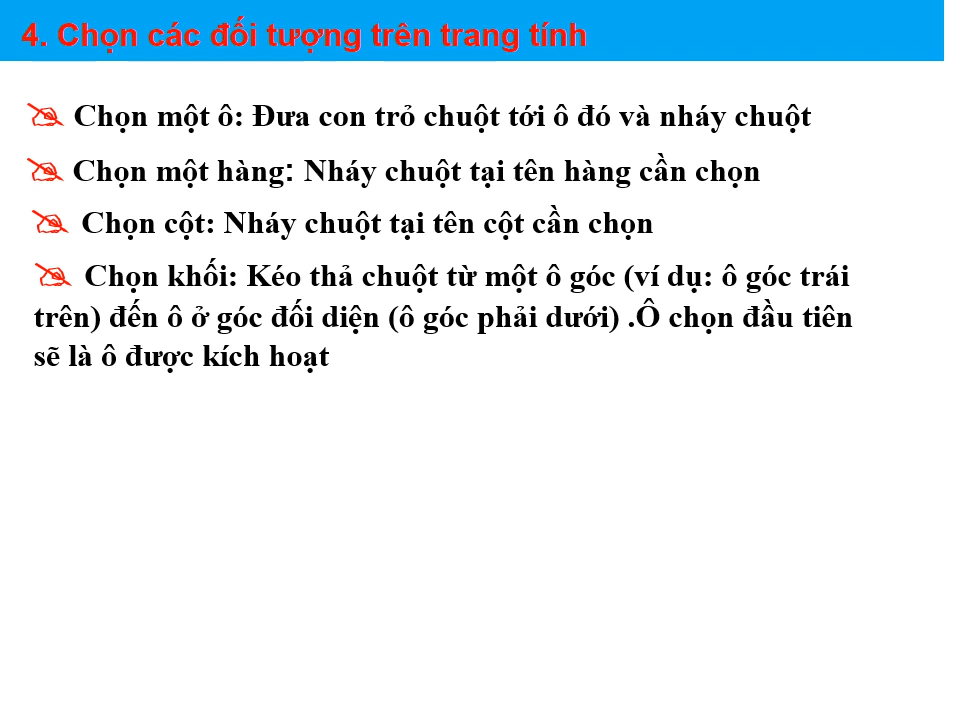 4. Chọn các đối tượng trên trang tính
Chọn một ô: Đưa con trỏ chuột tới ô đó và nháy chuột
Chọn một hàng: Nháy chuột tại tên hàng cần chọn
Chọn cột: Nháy chuột tại tên cột cần chọn
Chọn khối: Kéo thả chuột từ một ô góc (ví dụ: ô góc trái
trên) đến ô ở góc đối diện (ô góc phải dưới) .Ô chọn đầu tiên
sẽ là ô được kích hoạt